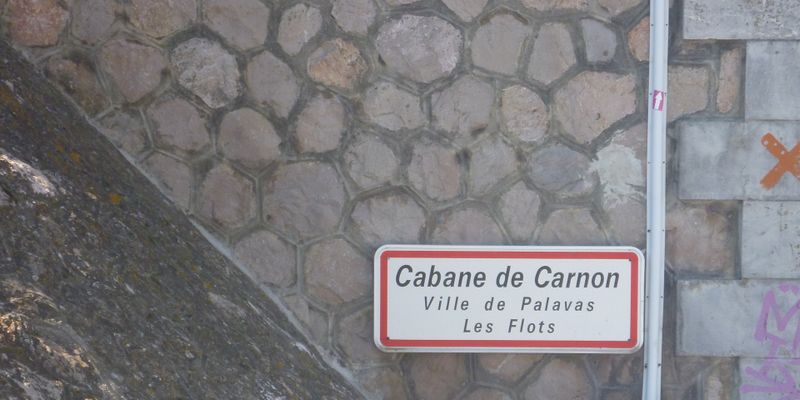 Cabane de Carnon
Ville de Palavas
Les Flots